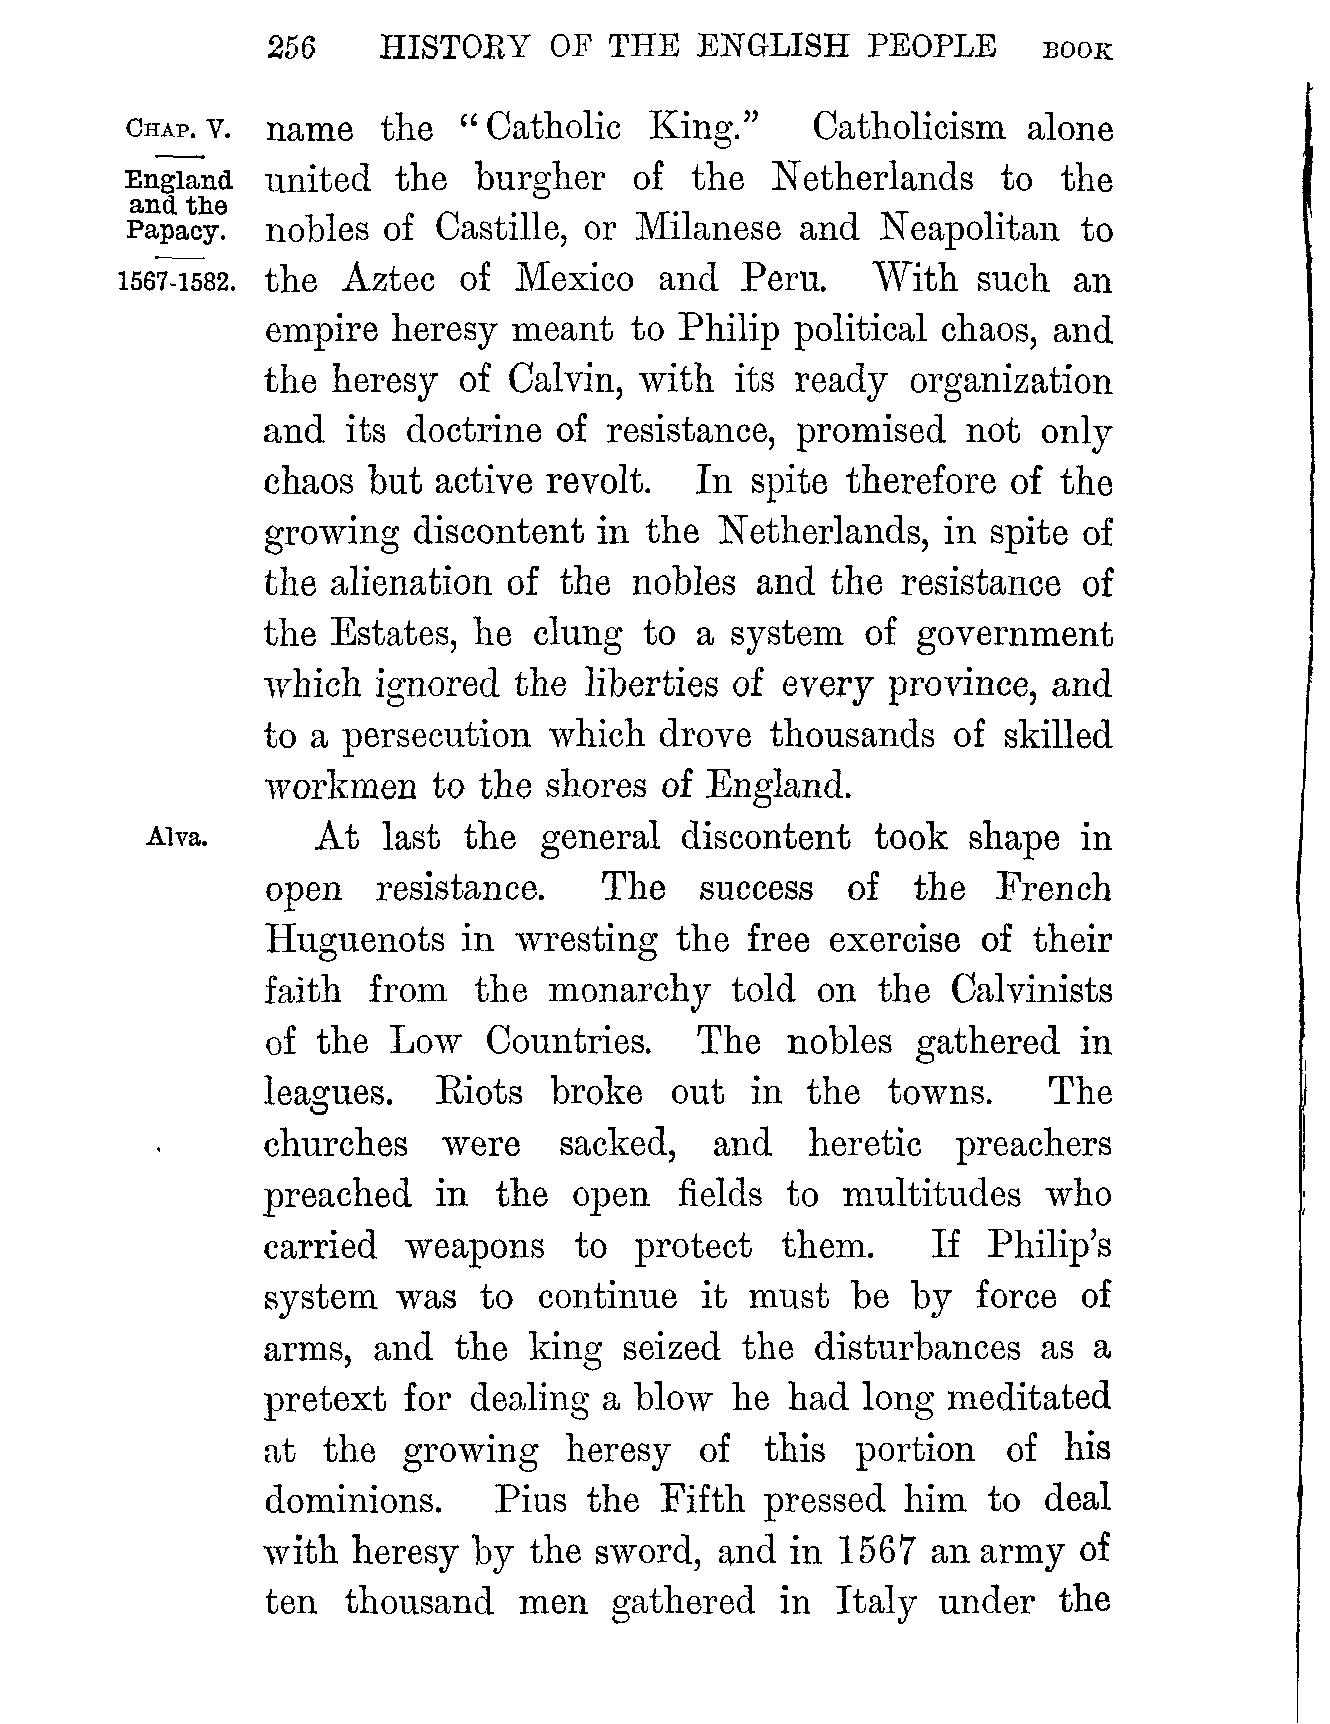 256 HISTORY OF THE ENGLISH PEOPLE BOOK
CHAP. V.
England
and the
Papacy.
1567-1582.
name the “Catholic King.” Catholicism alone
united the burgher of the Netherlands to the
nobles of Castille, or Milanese and Neapolitan to
the Aztec of Mexico and Peru. With such an
empire heresy meant to Philip political chaos, and
the heresy of Calvin, with its ready organization
and its doctrine of resistance, promised not only
chaos but active revolt. In spite therefore of the
growing discontent in the Netherlands, in spite of
the alienation of the nobles and the resistance of
the Estates, he clung to a system of government
which ignored the liberties of every province, and
to a persecution which drove thousands of skilled
workmen to the shores of England.
Alva.
At last the general discontent took shape in
open resistance. The success of the French
Huguenots in wresting the free exercise of their
faith from the monarchy told on the Calvinists
of the Low Countries. The nobles gathered in
leagues. Riots broke out in the towns. The
churches were sacked, and heretic preachers
preached in the open fields to multitudes who
carried weapons to protect them. If Philip's
system was to continue it must be by force of
arms, and the king seized the disturbances as a
pretext for dealing a blow he had long meditated
at the growing heresy of this portion of his
dominions. Pius the Fifth pressed him to deal
with heresy by the sword, and in 1567 an army of
ten thousand men gathered in Italy under the